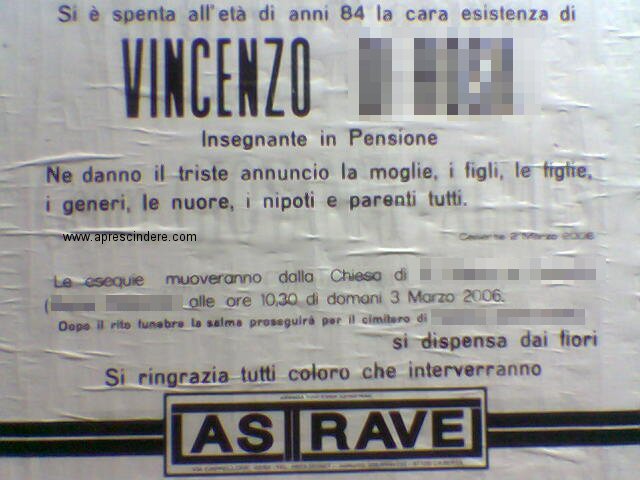 Si è spenta all'età di anni 84 la cara esistenza di
VINCENZO
Insegnante in Pensione
Ne danno il triste annuncio la moglie, i figli, le figlie,
i generi, le nuore, i nipoti e parenti tutti.
www.aprescindere.com
Caserta 2 Marzo 2006
Le esequie muoveranno dalla Chiesa di
( alle ore 10,30 di domani 3 Marzo 2006.
Dopo il rito funebre la salma proseguirà per il cimitero di
si dispensa dai fiori
Si ringrazia tutti coloro che interverranno
LAST TRAVEL